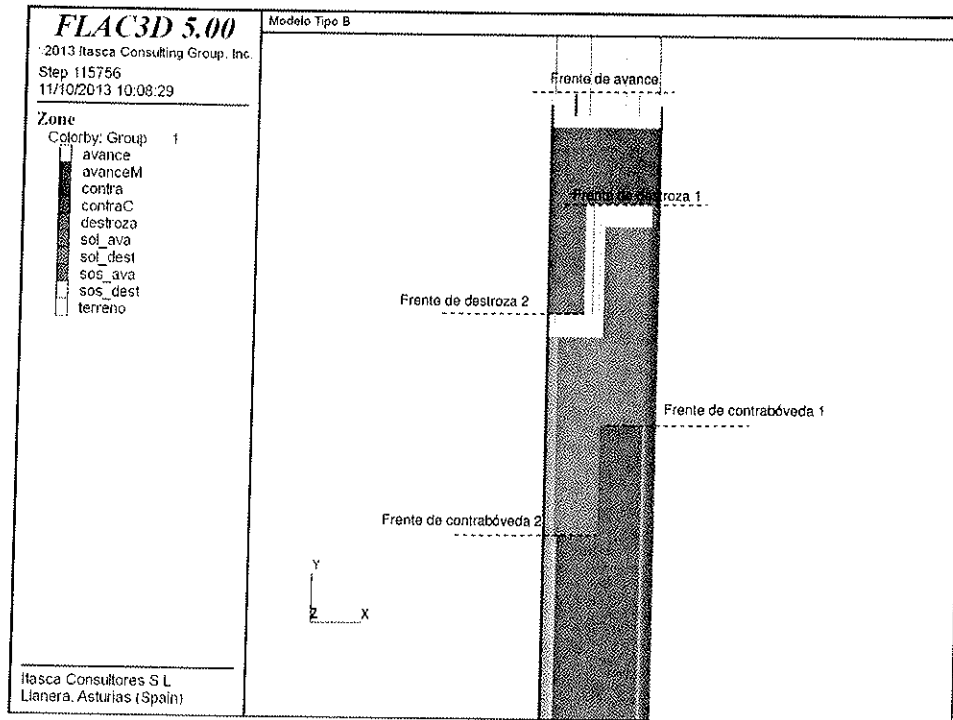 FLAC3D 5.00
2013 Itasca Consulting Group, Inc.
Step 115756
11/10/2013 10:08:29
Zone
Colorby: Group 1
avance
avanceM
contra
contraC
destroza
sol_ava
sol_dest
sos_ava
sos_dest
terreno
Itasca Consultores S L
Llanera, Asturias (Spain)
Modelo Tipo B
Frente de avance
Frente de destroza 1
Frente de destroza 2
Frente de contrabóveda 1
Frente de contrabóveda 2
Y
Z X